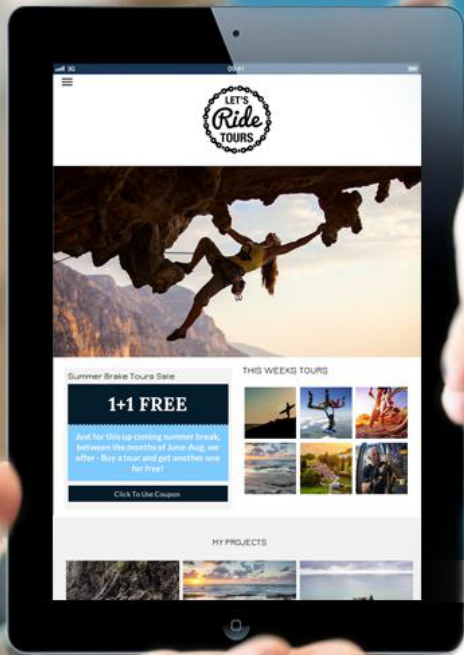 3G
LET'S
Ride
TOURS
Summer Brake Tours Sale
1+1 FREE
Just for this up coming summer break,
between the months of June-Aug, we
offer - Buy a tour and get another one
for free!
Click To Use Coupon
THIS WEEKS TOURS
MY PROJECTS